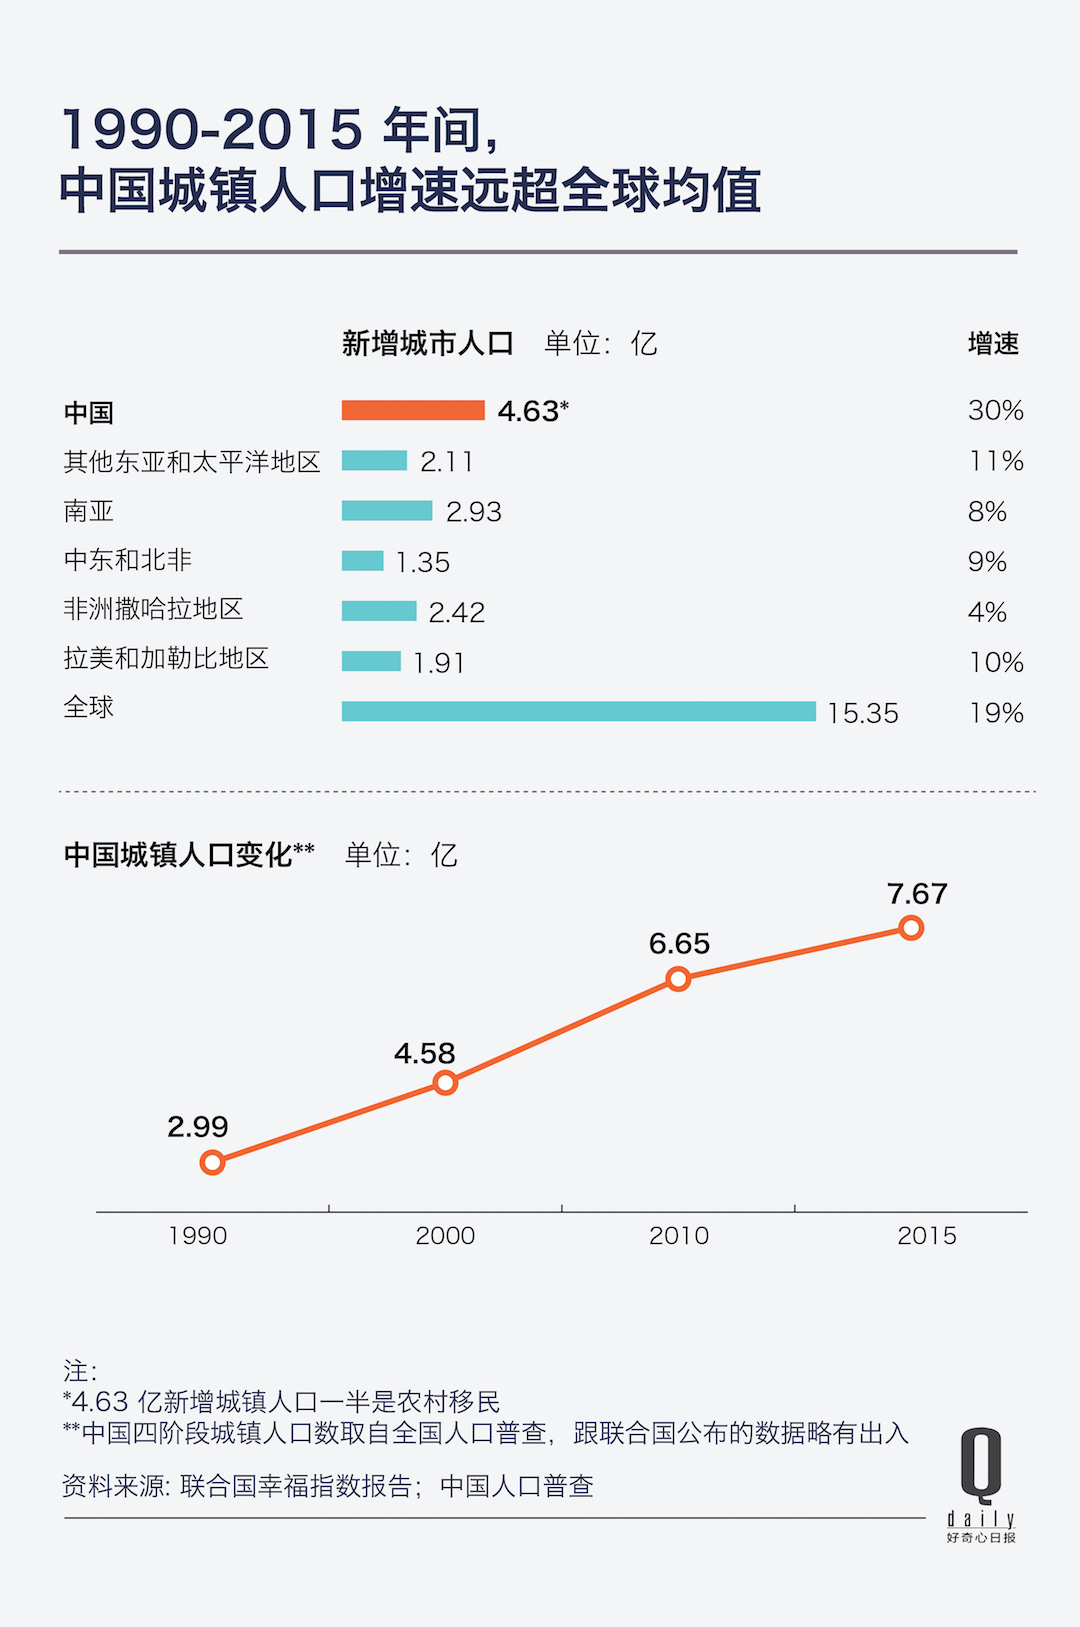 1990-2015 年间，
中国城镇人口增速远超全球均值
新增城市人口 单位：亿 增速
中国 4.63* 30%
其他东亚和太平洋地区 2.11 11%
南亚 2.93 8%
中东和北非 1.35 9%
非洲撒哈拉地区 2.42 4%
拉美和加勒比地区 1.91 10%
全球 15.35 19%
中国城镇人口变化** 单位：亿
7.67
6.65
4.58
2.99
1990 2000 2010 2015
注：
*4.63 亿新增城镇人口一半是农村移民
**中国四阶段城镇人口数取自全国人口普查，跟联合国公布的数据略有出入
资料来源: 联合国幸福指数报告；中国人口普查
Q
daily
好奇心日报